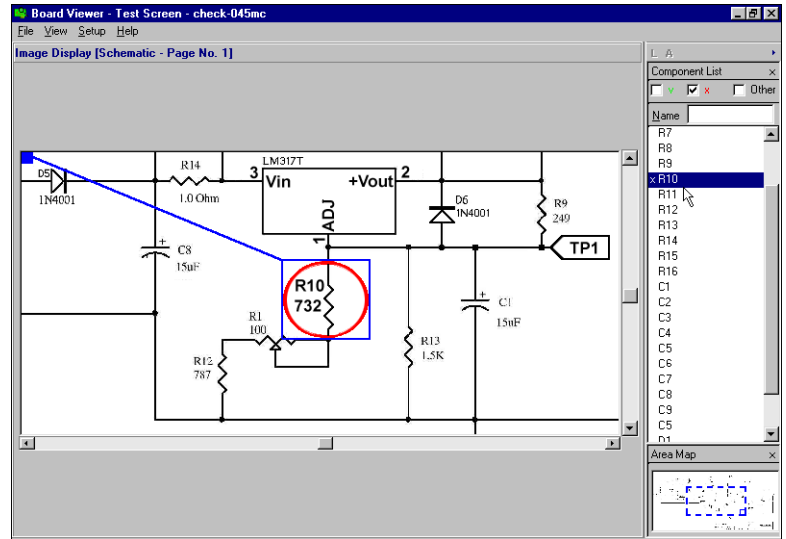 Board Viewer - Test Screen - check-045mc
File View Setup Help
Image Display [Schematic - Page No. 1]
L A
Component List x
v x Other
Name
R7
R8
R9
x R10
R11
R12
R13
R14
R15
R16
C1
C2
C3
C4
C5
C6
C7
C8
C9
C5
D1
Area Map x
D5
1N4001
R14
1.0 Ohm
LM317T
3 Vin +Vout 2
ADJ
1
D6
1N4001
R9
249
TP1
+
C8
15uF
R10
732
R1
100
R12
787
R13
1.5K
+
C1
15uF